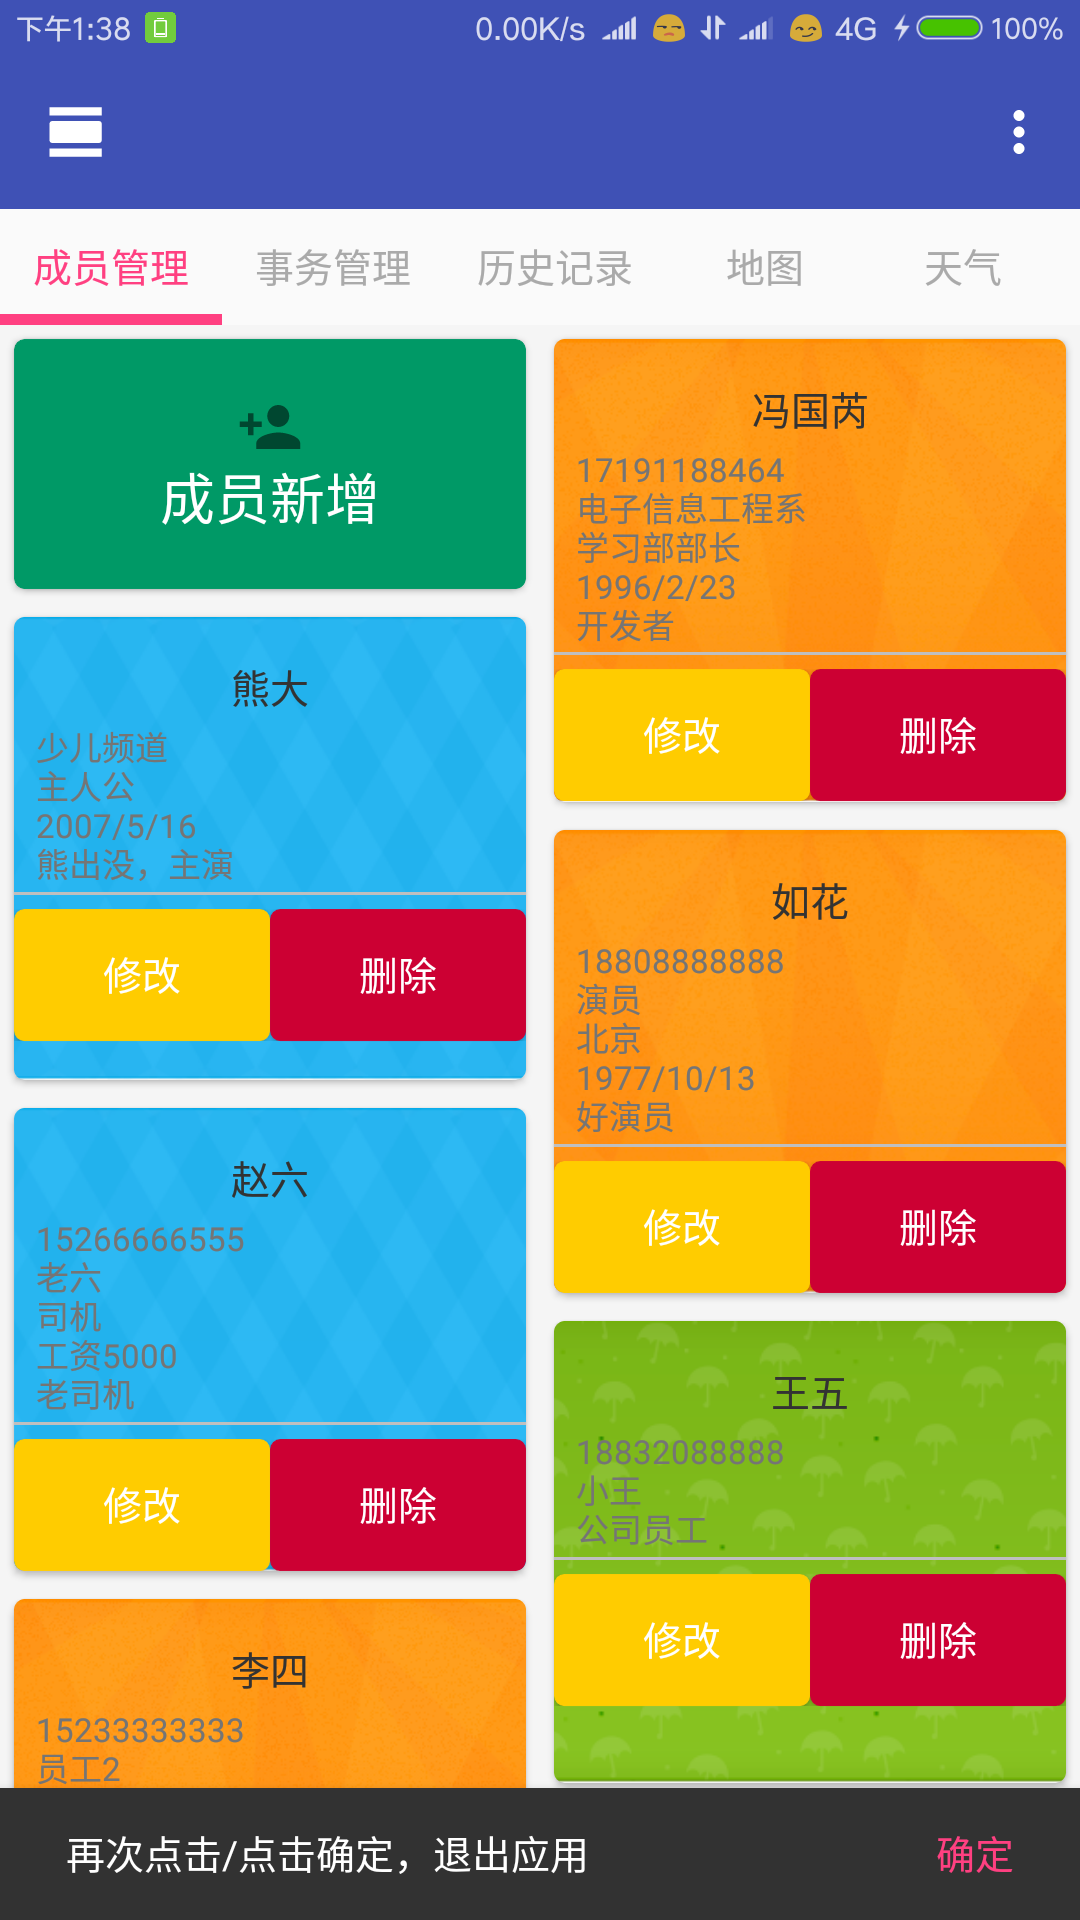 下午1:38
0.00K/s
4G
100%
成员管理 事务管理 历史记录 地图 天气
成员新增
熊大
少儿频道
主人公
2007/5/16
熊出没，主演
修改 删除
赵六
15266666555
老六
司机
工资5000
老司机
修改 删除
李四
15233333333
员工2
冯国芮
17191188464
电子信息工程系
学习部部长
1996/2/23
开发者
修改 删除
如花
18808888888
演员
北京
1977/10/13
好演员
修改 删除
王五
18832088888
小王
公司员工
修改 删除
再次点击/点击确定，退出应用 确定